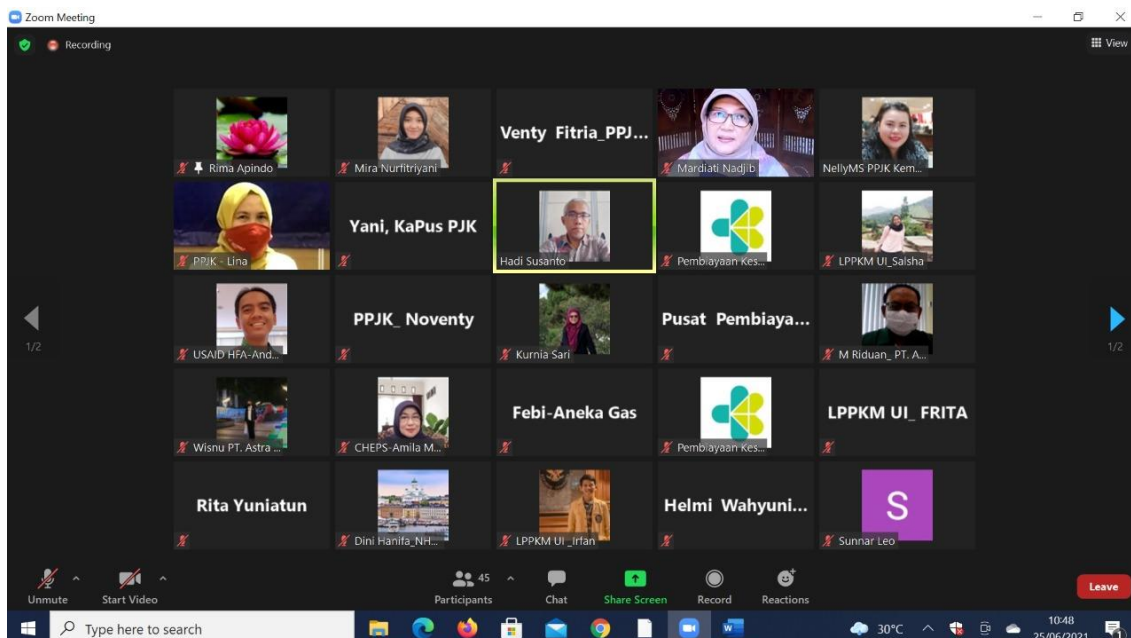 Zoom Meeting
Recording
View
Rima Apindo
Mira Nurfitriyani
Venty Fitria_PPJ...
Mardiati Nadjib
NellyMS PPJK Kem...
PPJK - Lina
Yani, KaPus PJK
Hadi Susanto
Pembiayaan Kes...
LPPKM UI_Salsha
1/2
USAID HFA-And...
PPJK_ Noventy
Kurnia Sari
Pusat Pembiaya...
M Riduan_ PT. A...
1/2
Wisnu PT. Astra ...
CHEPS-Amila M...
Febi-Aneka Gas
Pembiayaan Kes...
LPPKM UI_ FRITA
Rita Yuniatun
Dini Hanifa_NH...
LPPKM UI _Irfan
Helmi Wahyuni...
S
Sunnar Leo
Unmute
Start Video
45
Participants
Chat
Share Screen
Record
Reactions
Leave
Type here to search
30°C
10:48
25/06/2021